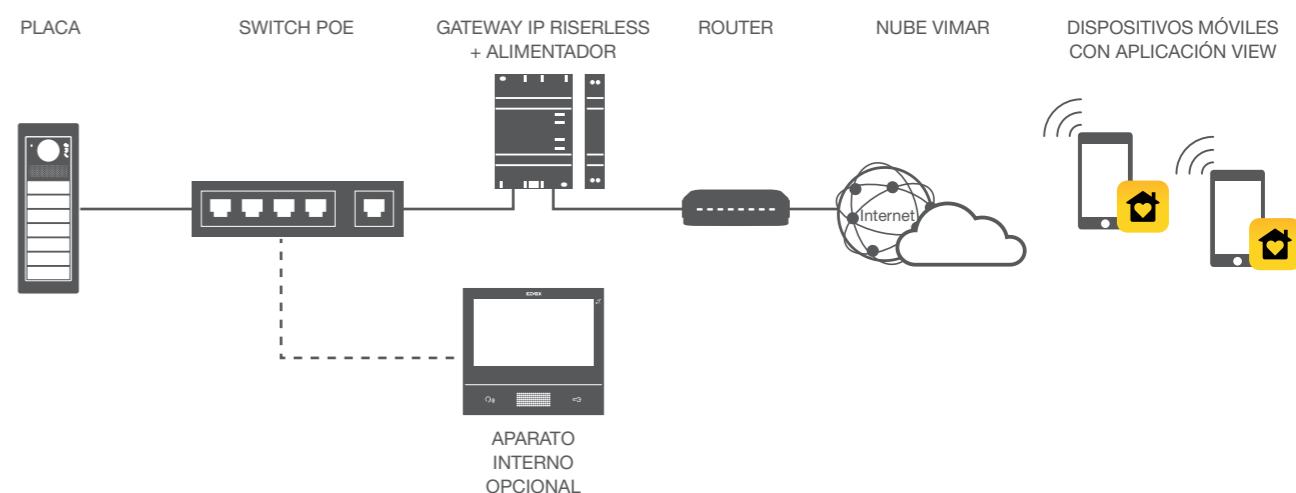 PLACA
SWITCH POE
GATEWAY IP RISERLESS
+ ALIMENTADOR
ROUTER
NUBE VIMAR
DISPOSITIVOS MÓVILES
CON APLICACIÓN VIEW
Internet
APARATO
INTERNO
OPCIONAL